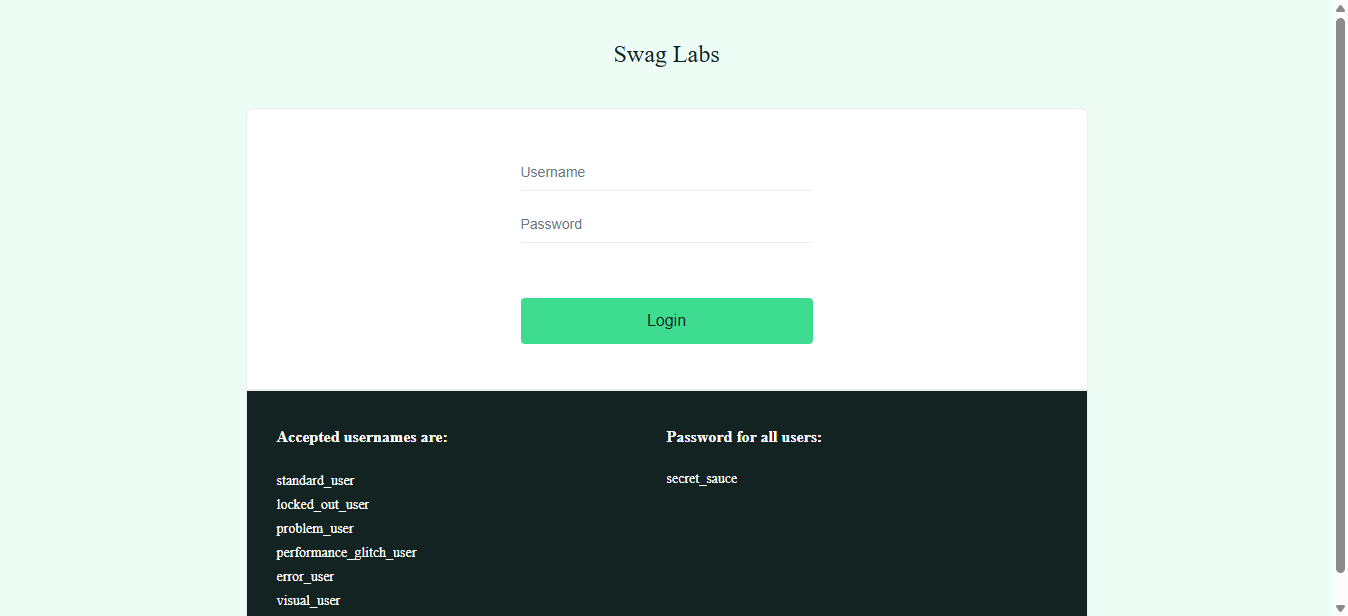 Swag Labs
Username
Password
Login
Accepted usernames are:
standard_user
locked_out_user
problem_user
performance_glitch_user
error_user
visual_user
Password for all users:
secret_sauce